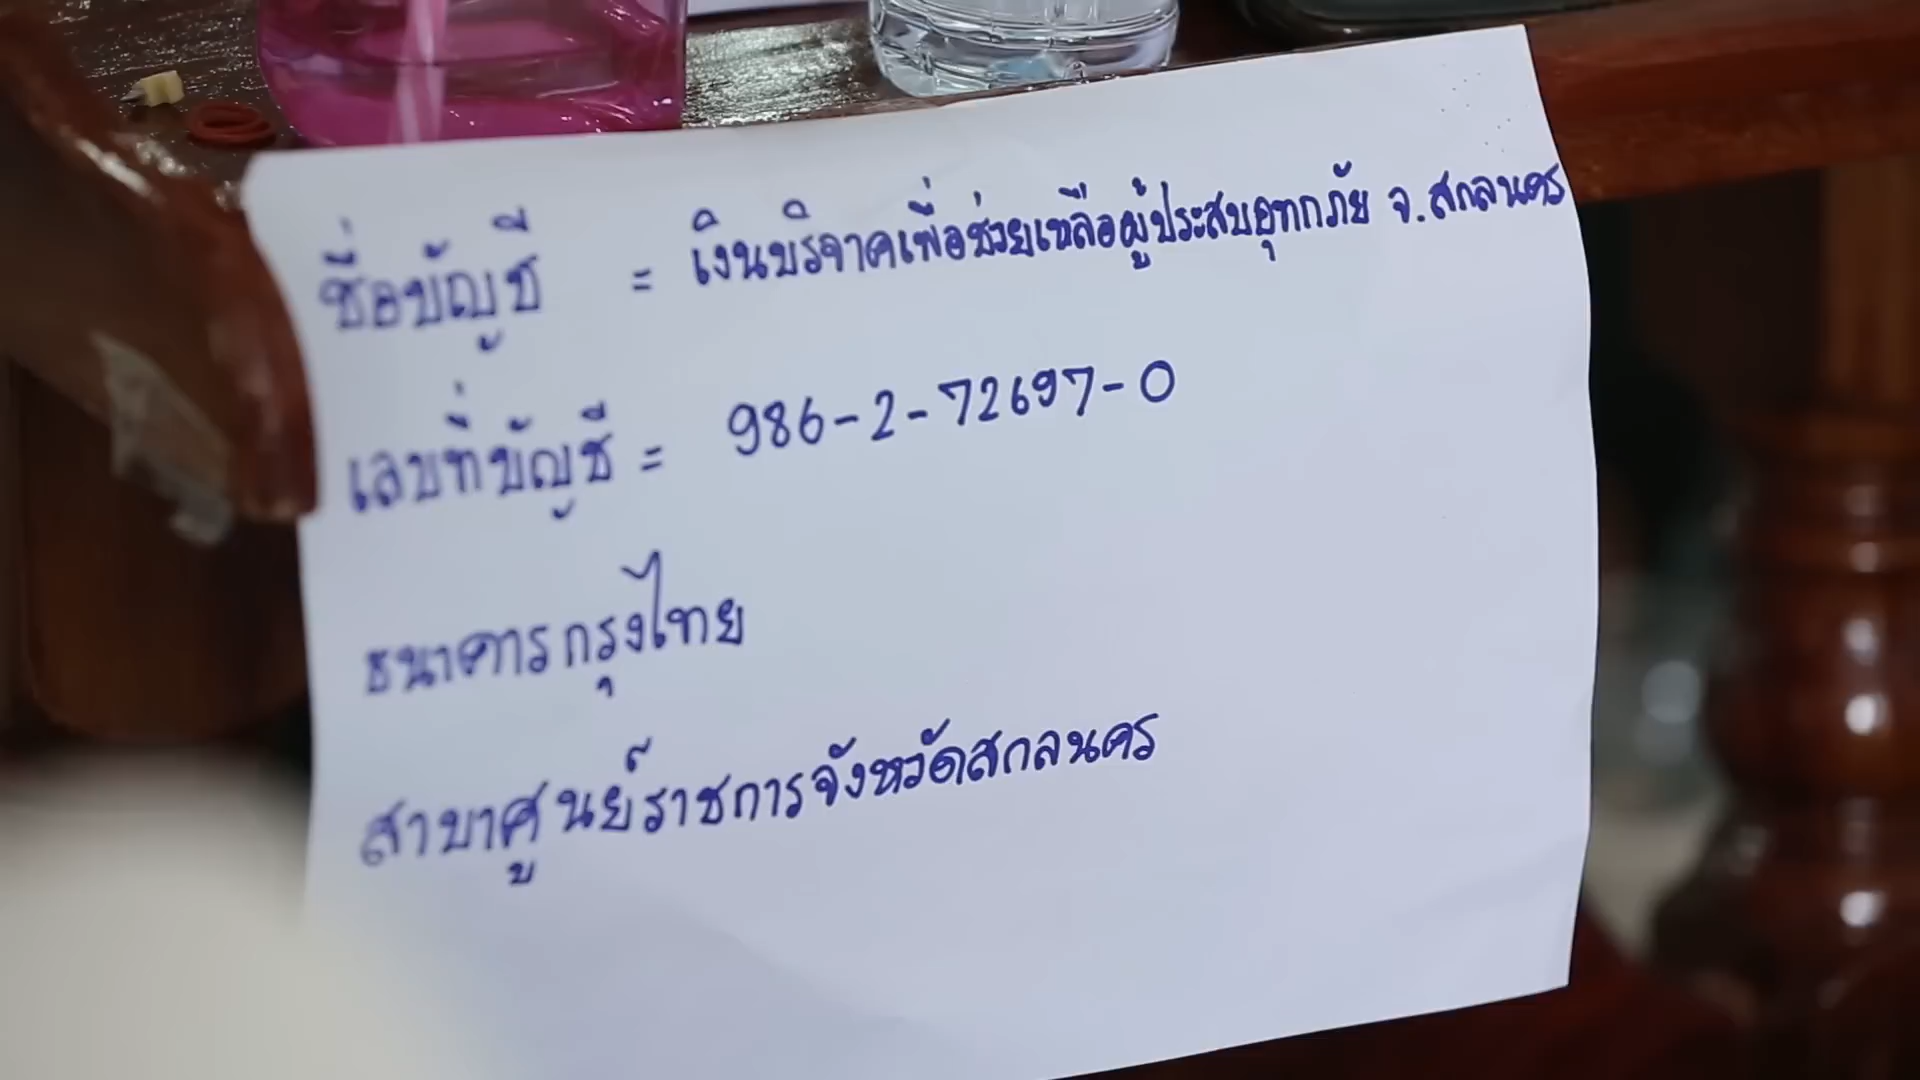 ชื่อบัญชี = เงินบริจาคเพื่อช่วยเหลือผู้ประสบอุทกภัย จ.สกลนคร
เลขที่บัญชี = 986-2-72697-0
ธนาคารกรุงไทย
สาขาศูนย์ราชการจังหวัดสกลนคร